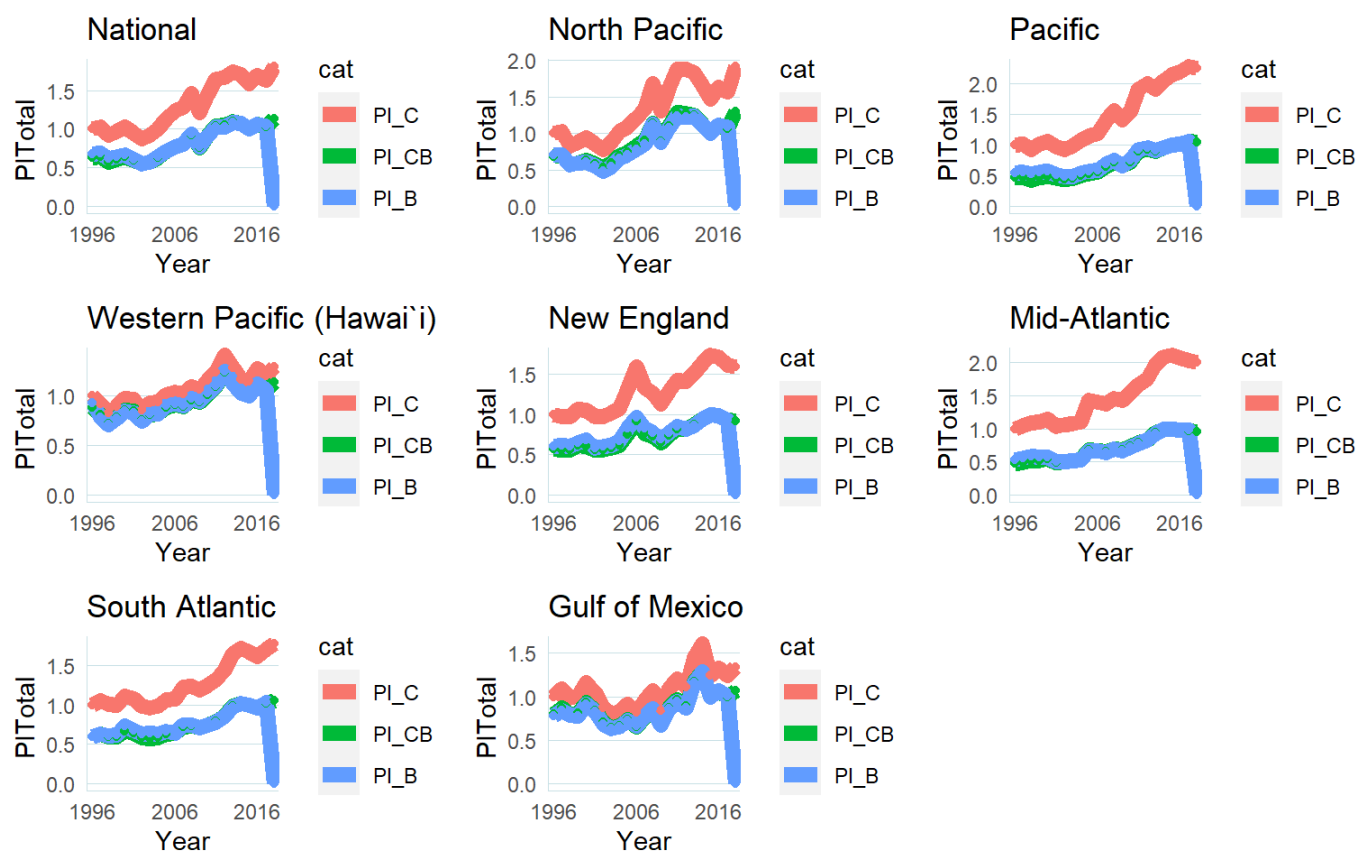 National
PITotal
1.5
1.0
0.5
0.0
1996 2006 2016
Year
cat
PI_C
PI_CB
PI_B
North Pacific
PITotal
2.0
1.5
1.0
0.5
0.0
1996 2006 2016
Year
cat
PI_C
PI_CB
PI_B
Pacific
PITotal
2.0
1.5
1.0
0.5
0.0
1996 2006 2016
Year
cat
PI_C
PI_CB
PI_B
Western Pacific (Hawai`i)
PITotal
1.0
0.5
0.0
1996 2006 2016
Year
cat
PI_C
PI_CB
PI_B
New England
PITotal
1.5
1.0
0.5
0.0
1996 2006 2016
Year
cat
PI_C
PI_CB
PI_B
Mid-Atlantic
PITotal
2.0
1.5
1.0
0.5
0.0
1996 2006 2016
Year
cat
PI_C
PI_CB
PI_B
South Atlantic
PITotal
1.5
1.0
0.5
0.0
1996 2006 2016
Year
cat
PI_C
PI_CB
PI_B
Gulf of Mexico
PITotal
1.5
1.0
0.5
0.0
1996 2006 2016
Year
cat
PI_C
PI_CB
PI_B